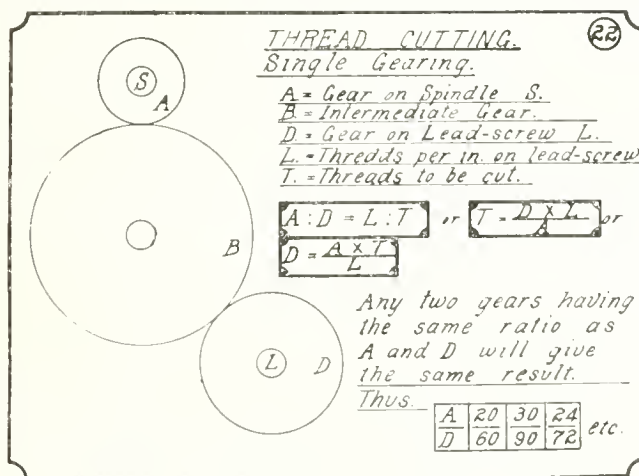 THREAD CUTTING.
22
Single Gearing.
A = Gear on Spindle S.
B = Intermediate Gear.
D. = Gear on Lead-screw L.
L. = Thredds per in. on lead-screw
T. = Threads to be cut.
A : D = L : T or T = D x L / A or
D = A x T / L
S
A
B
L
D
Any two gears having
the same ratio as
A and D will give
the same result.
Thus.
A/D 20/60 30/90 24/72 etc.